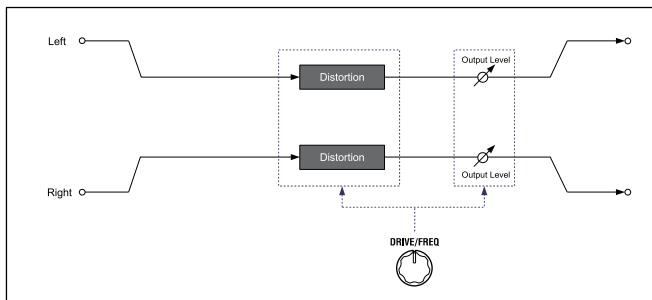 Left
Output Level
Distortion
Distortion
Right
Output Level
DRIVE/FREQ